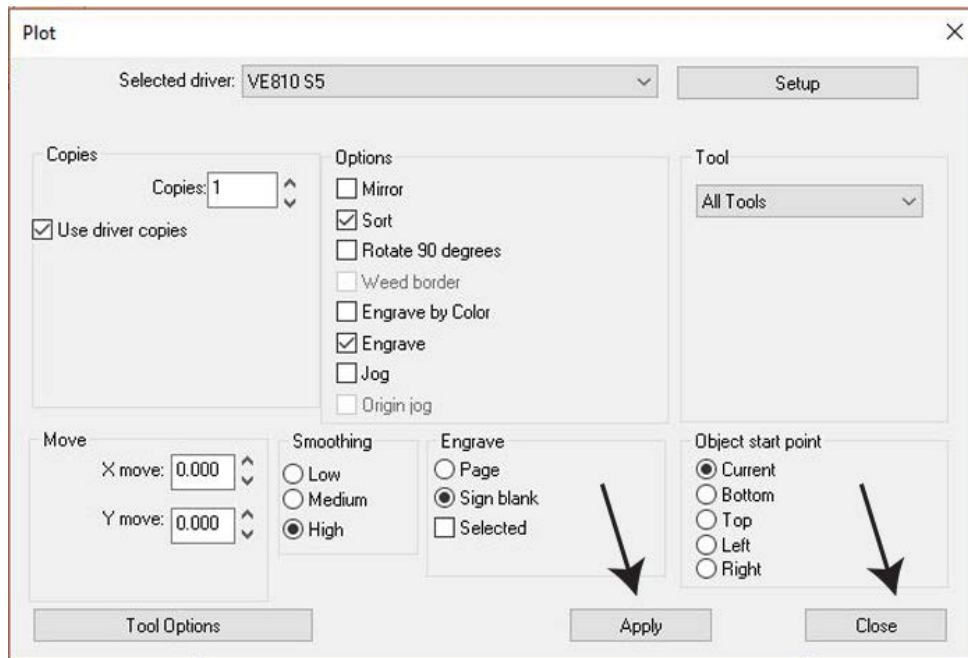 Plot
Selected driver: VE810 S5 Setup
Copies
Copies: 1
Use driver copies
Options
Mirror
Sort
Rotate 90 degrees
Weed border
Engrave by Color
Engrave
Jog
Origin jog
Tool
All Tools
Move
X move: 0.000
Y move: 0.000
Smoothing
Low
Medium
High
Engrave
Page
Sign blank
Selected
Object start point
Current
Bottom
Top
Left
Right
Tool Options Apply Close